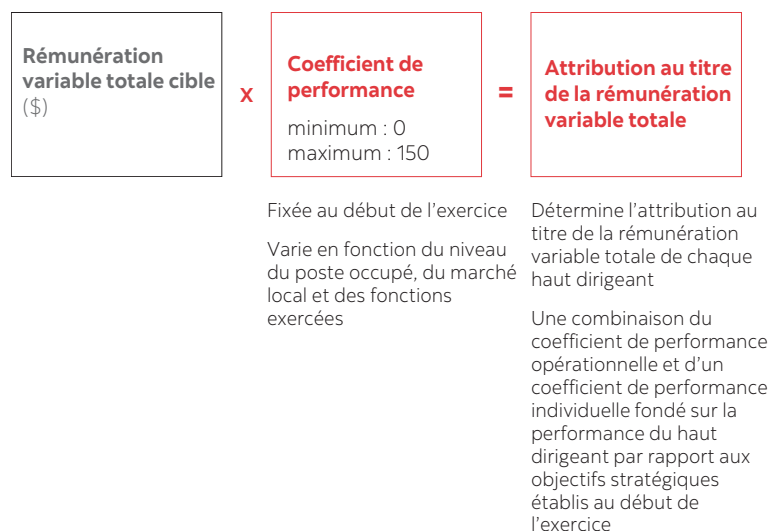 Rémunération
variable totale cible
($)
x
Coefficient de
performance
minimum : 0
maximum : 150
=
Attribution au titre
de la rémunération
variable totale
Fixée au début de l’exercice
Varie en fonction du niveau
du poste occupé, du marché
local et des fonctions
exercées
Détermine l’attribution au
titre de la rémunération
variable totale de chaque
haut dirigeant
Une combinaison du
coefficient de performance
opérationnelle et d’un
coefficient de performance
individuelle fondé sur la
performance du haut
dirigeant par rapport aux
objectifs stratégiques
établis au début de
l’exercice